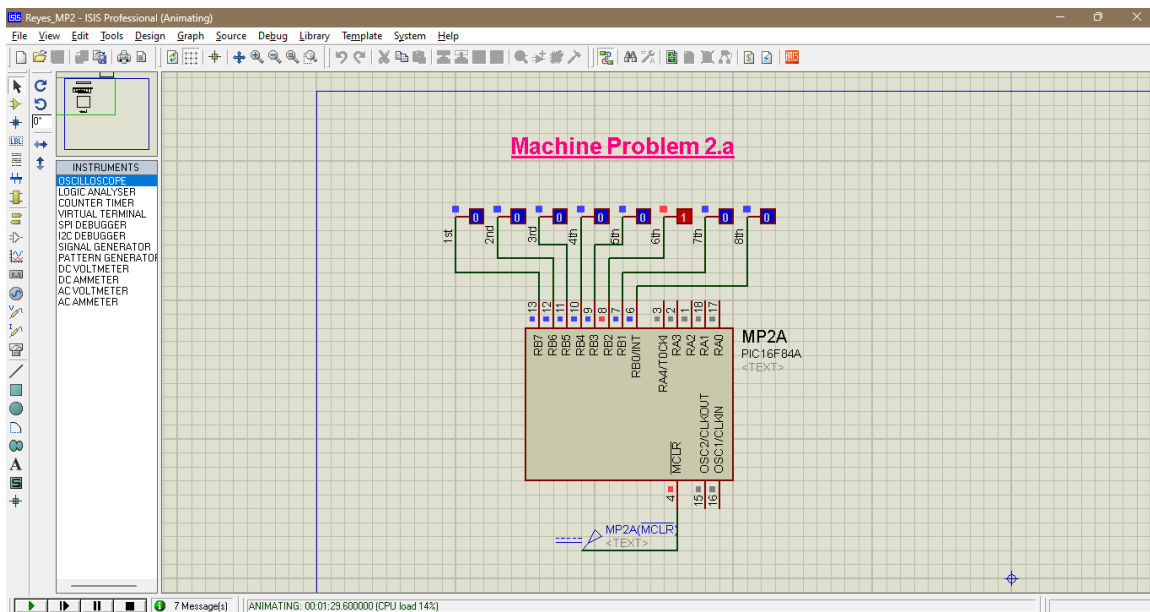 ISIS Reyes_MP2 - ISIS Professional (Animating)
File View Edit Tools Design Graph Source Debug Library Template System Help
ARES
0°
LBL
INSTRUMENTS
OSCILLOSCOPE
LOGIC ANALYSER
COUNTER TIMER
VIRTUAL TERMINAL
SPI DEBUGGER
I2C DEBUGGER
SIGNAL GENERATOR
PATTERN GENERATOR
DC VOLTMETER
DC AMMETER
AC VOLTMETER
AC AMMETER
A
S
Machine Problem 2.a
0 0 0 0 0 1 0 0
1st 2nd 3rd 4th 5th 6th 7th 8th
13 12 11 10 9 8 7 6 3 2 1 18 17
RB7 RB6 RB5 RB4 RB3 RB2 RB1 RB0/INT RA4/T0CKI RA3 RA2 RA1 RA0
MP2A
PIC16F84A
<TEXT>
MCLR OSC2/CLKOUT OSC1/CLKIN
4 15 16
MP2A(MCLR)
<TEXT>
7 Message(s) ANIMATING: 00:01:29.600000 (CPU load 14%)